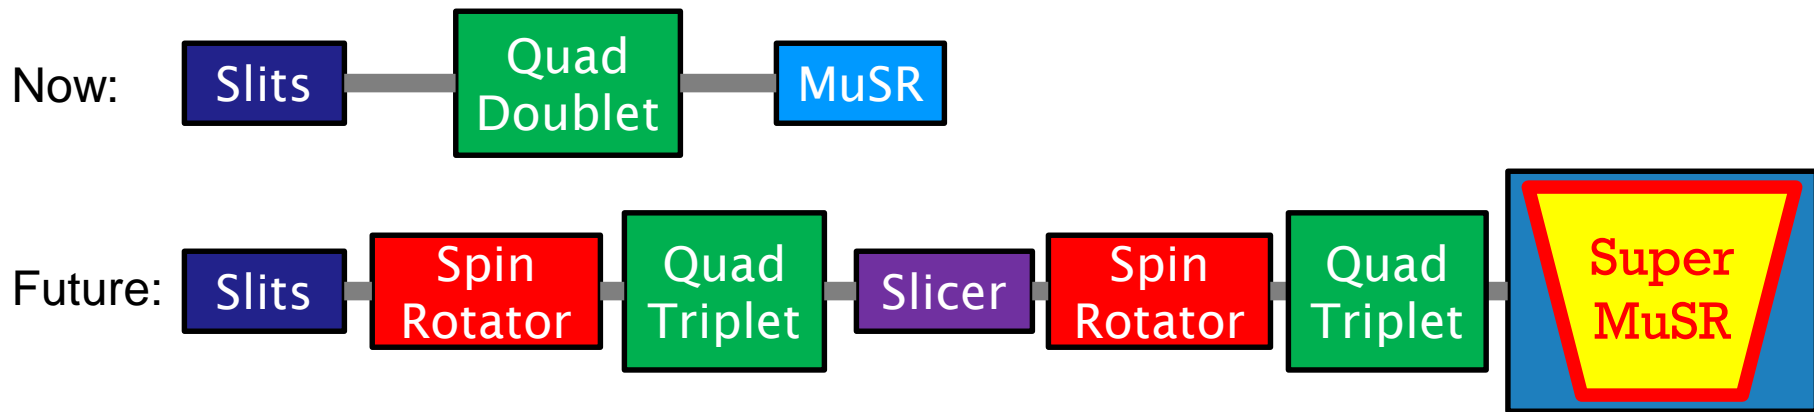 Now:
Slits
Quad
Doublet
MuSR
Future:
Slits
Spin
Rotator
Quad
Triplet
Slicer
Spin
Rotator
Quad
Triplet
Super
MuSR